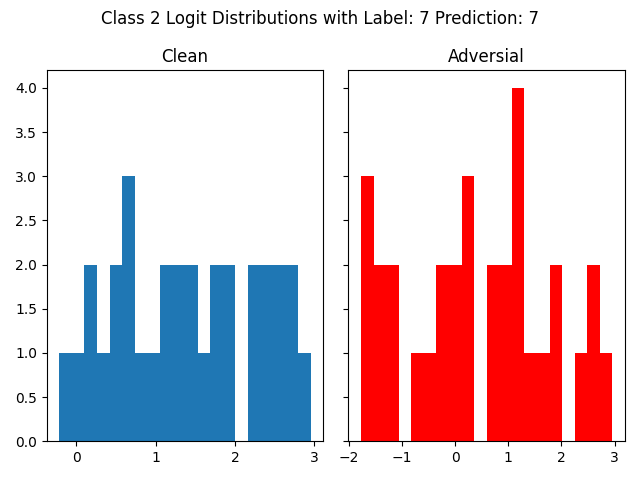 Class 2 Logit Distributions with Label: 7 Prediction: 7
Clean
Adversial
4.0
3.5
3.0
2.5
2.0
1.5
1.0
0.5
0.0
0 1 2 3
−2 −1 0 1 2 3